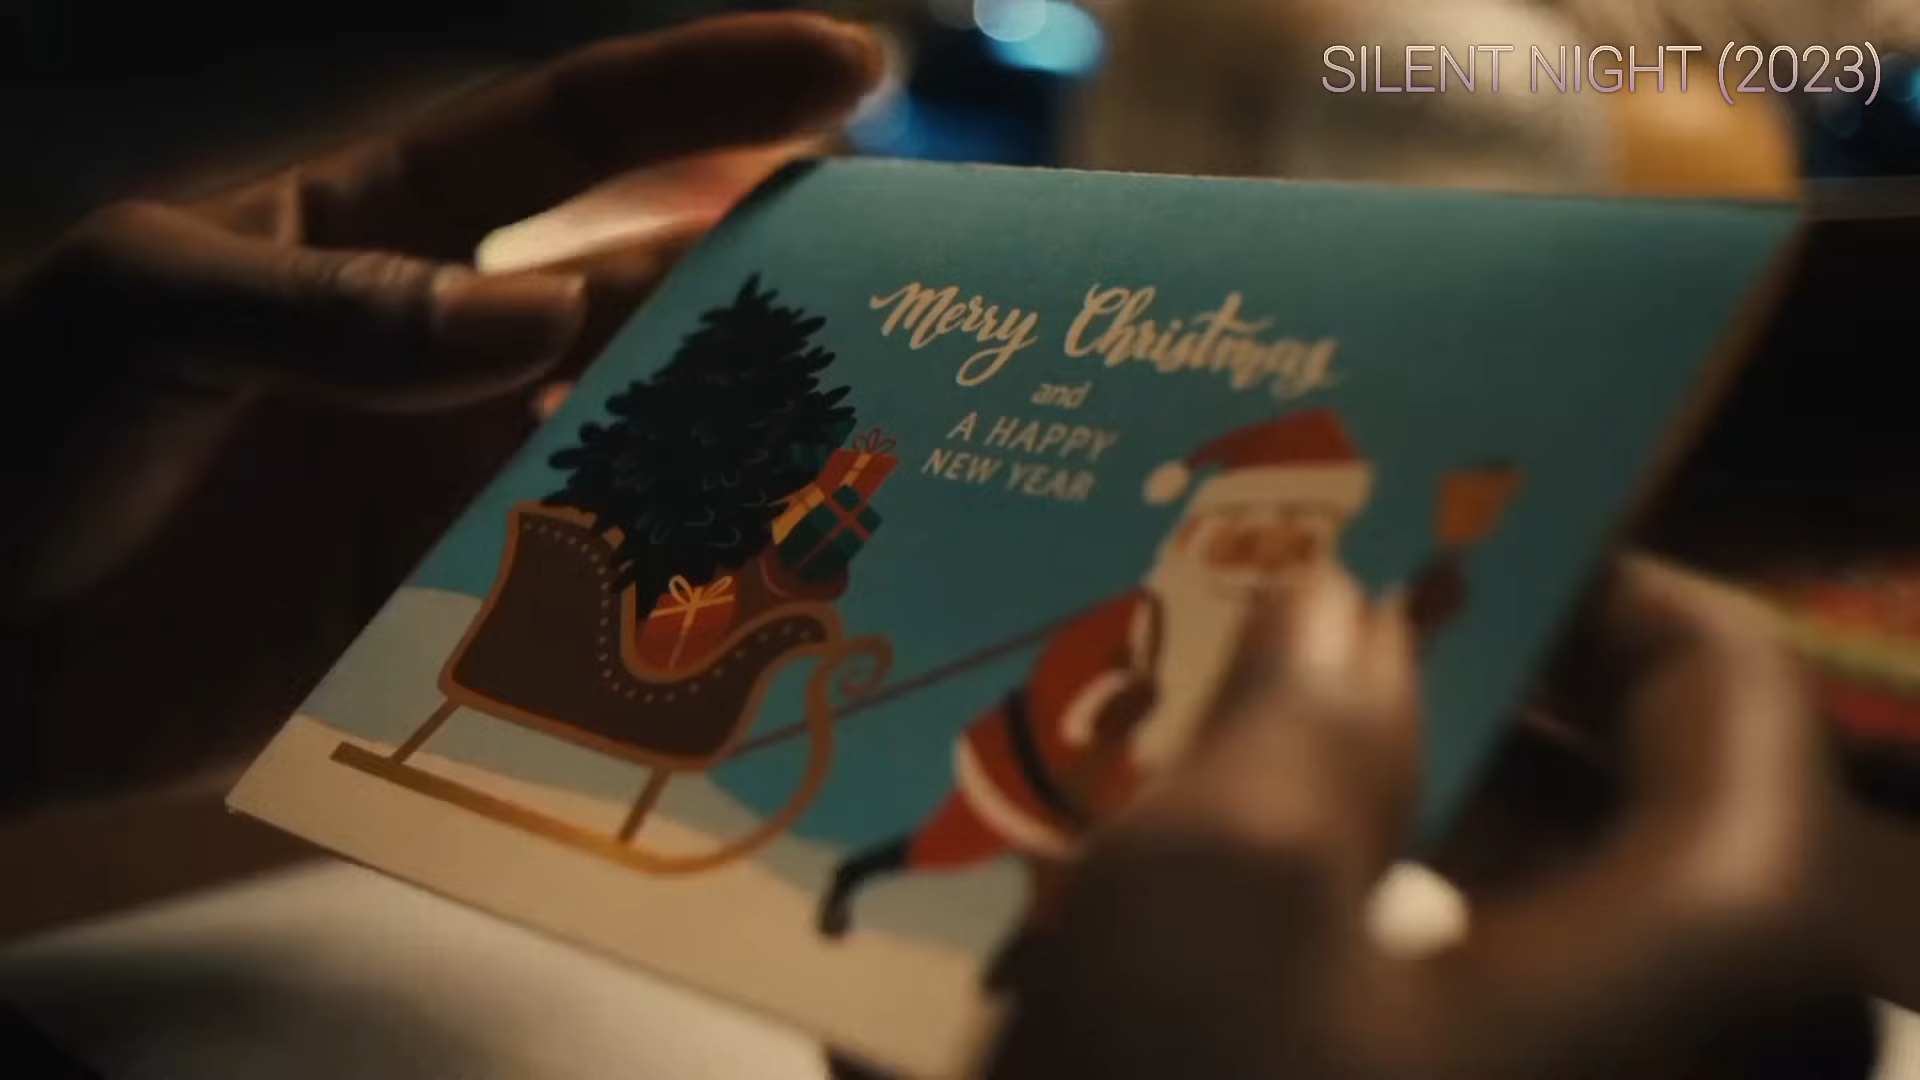 SILENT NIGHT (2023)
Merry Christmas
and
A HAPPY
NEW YEAR